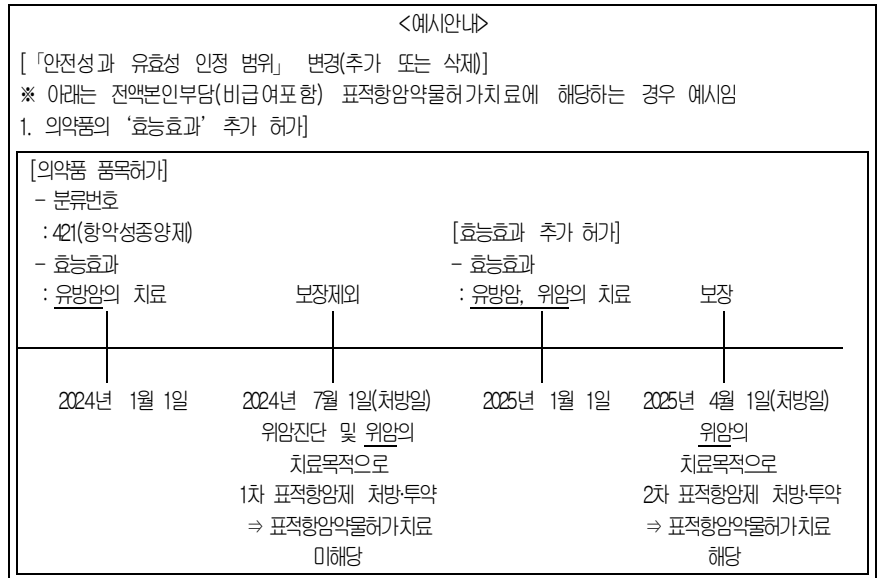 <예시안내>
[「안전성과 유효성 인정 범위」 변경(추가 또는 삭제)]
※ 아래는 전액본인부담(비급여포함) 표적항암약물허가치료에 해당하는 경우 예시임
1. 의약품의 ‘효능효과’ 추가 허가]
[의약품 품목허가]
- 분류번호
: 421(항악성종양제) [효능효과 추가 허가]
- 효능효과 - 효능효과
: 유방암의 치료 보장제외 : 유방암, 위암의 치료 보장
2024년 1월 1일 2024년 7월 1일(처방일) 2025년 1월 1일 2025년 4월 1일(처방일)
위암진단 및 위암의 위암의
치료목적으로 치료목적으로
1차 표적항암제 처방·투약 2차 표적항암제 처방·투약
⇒ 표적항암약물허가치료 ⇒ 표적항암약물허가치료
미해당 해당